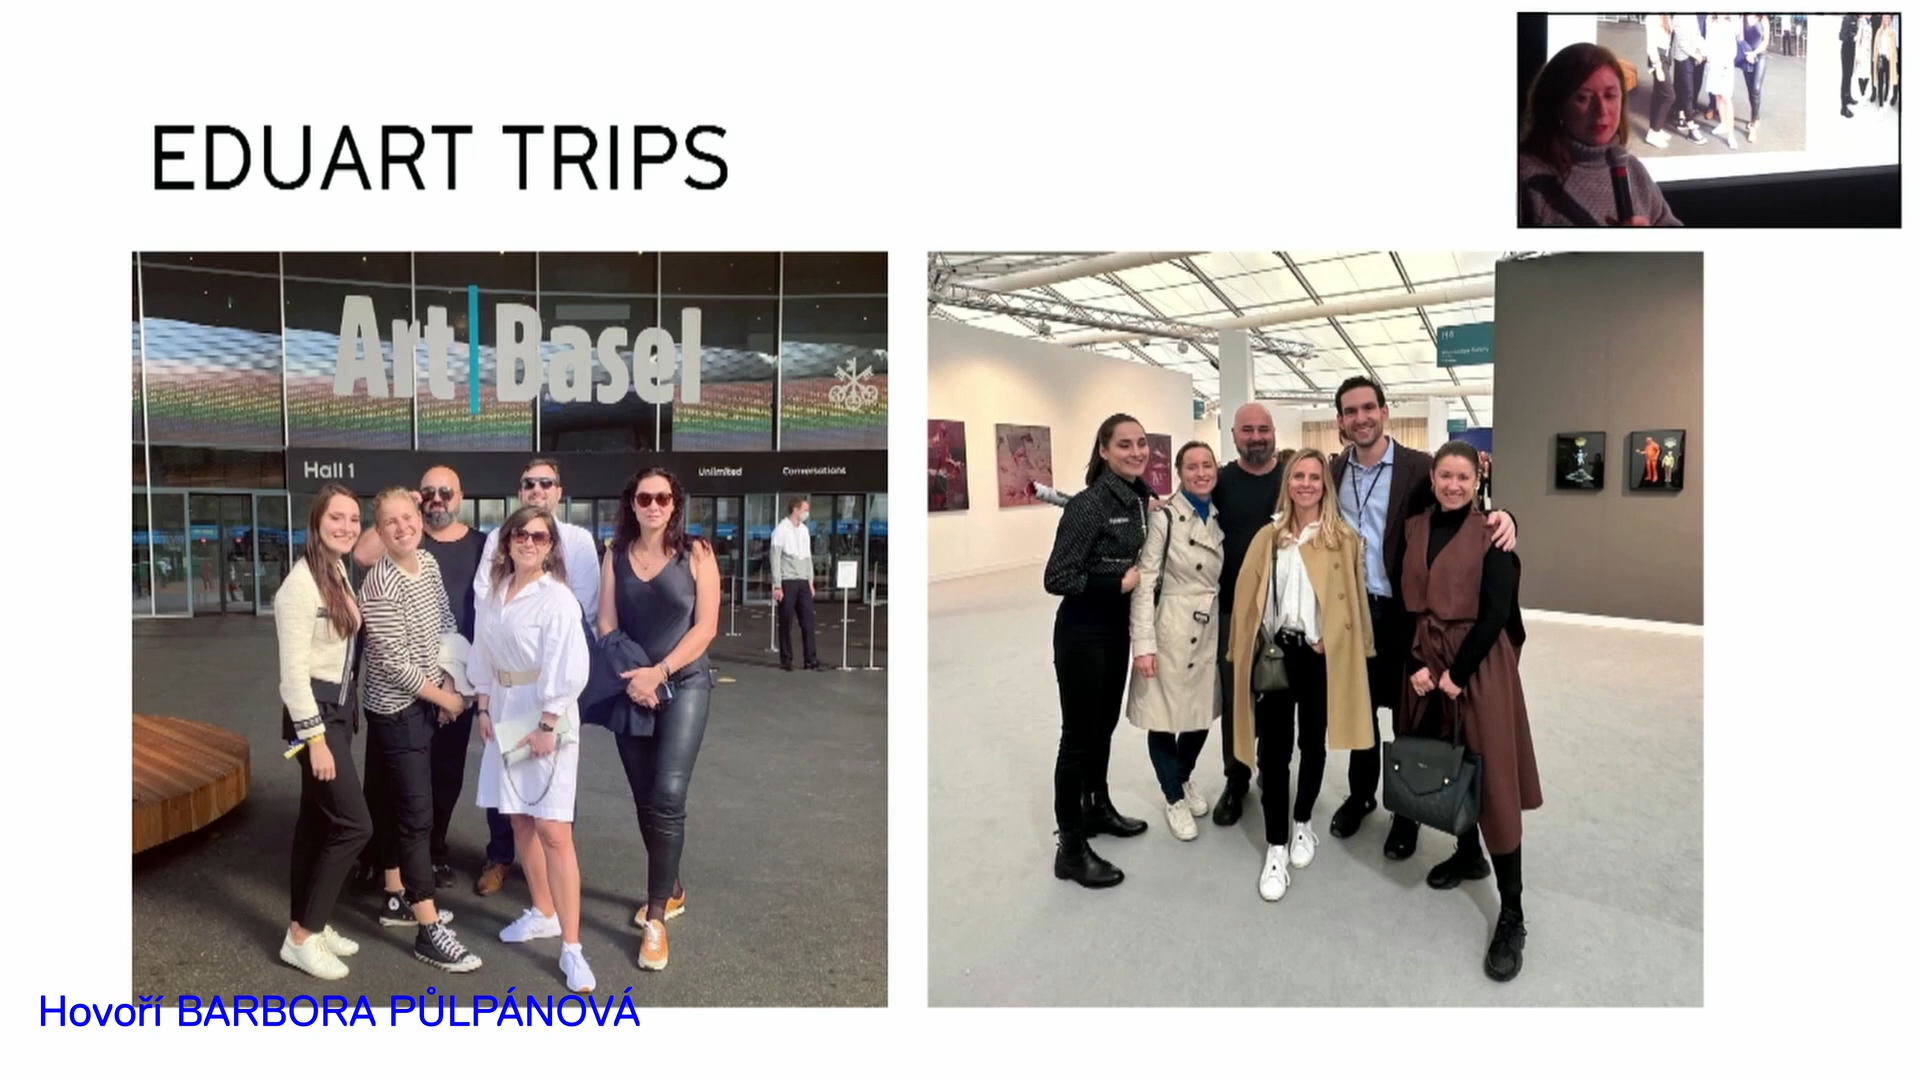 EDUART TRIPS
Art Basel
Hall 1
Unlimited
Conversations
Hovoří BARBORA PŮLPÁNOVÁ